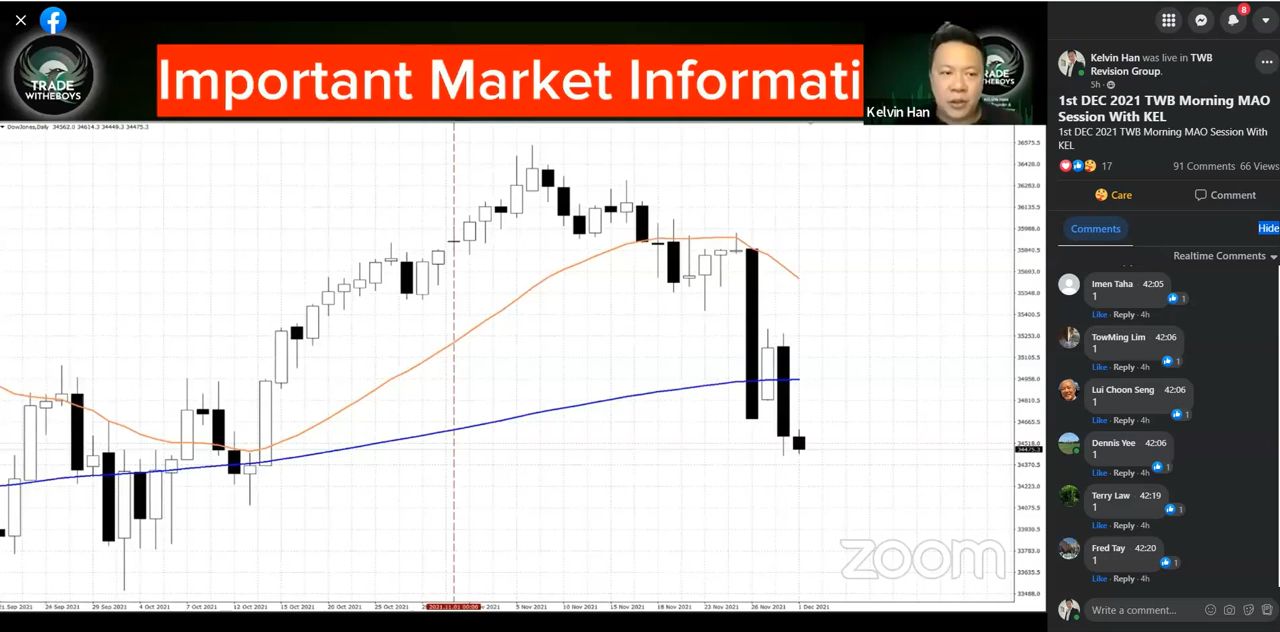 TRADE
WITHEBOYS
Important Market Informati
Kelvin Han
DowJones,Daily 34562.0 34614.3 34449.3 34475.3
36575.5
36428.0
36283.0
36135.5
35988.0
35840.5
35693.0
35548.0
35400.5
35253.0
35105.5
34958.0
34810.5
34665.5
34518.0
34475.3
34370.5
34223.0
34075.5
33930.5
33783.0
33635.5
33488.0
21 Sep 2021
24 Sep 2021
29 Sep 2021
4 Oct 2021
7 Oct 2021
12 Oct 2021
15 Oct 2021
20 Oct 2021
25 Oct 2021
2021.11.01 00:00
5 Nov 2021
10 Nov 2021
15 Nov 2021
18 Nov 2021
23 Nov 2021
26 Nov 2021
1 Dec 2021
zoom
8
Kelvin Han was live in TWB
Revision Group.
5h
1st DEC 2021 TWB Morning MAO
Session With KEL
1st DEC 2021 TWB Morning MAO Session With
KEL
17 91 Comments 66 Views
Care Comment
Comments Hide
Realtime Comments
Imen Taha 42:05
1
1
Like · Reply · 4h
TowMing Lim 42:06
1
1
Like · Reply · 4h
Lui Choon Seng 42:06
1
1
Like · Reply · 4h
Dennis Yee 42:06
1
1
Like · Reply · 4h
Terry Law 42:19
1
1
Like · Reply · 4h
Fred Tay 42:20
1
1
Like · Reply · 4h
Write a comment...